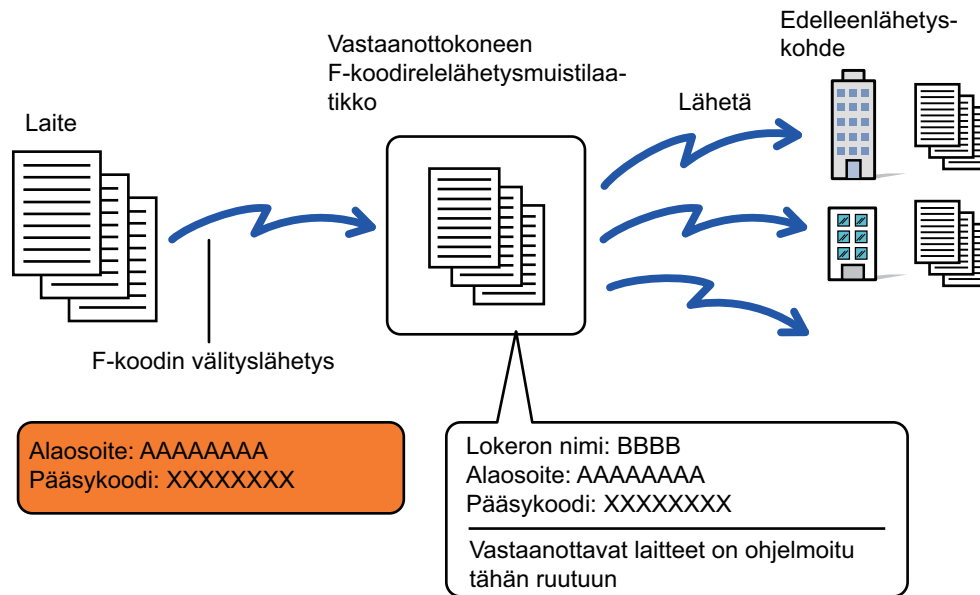 Laite
Vastaanottokoneen
F-koodirelelähetysmuistilaa-
tikko
Lähetä
Edelleenlähetys-
kohde
F-koodin välityslähetys
Alaosoite: AAAAAAAA
Pääsykoodi: XXXXXXXX
Lokeron nimi: BBBB
Alaosoite: AAAAAAAA
Pääsykoodi: XXXXXXXX
Vastaanottavat laitteet on ohjelmoitu
tähän ruutuun